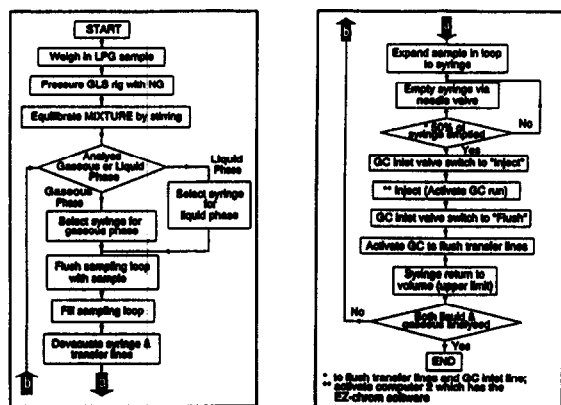 START
Weigh in LPG sample
Pressure GLS rig with NG
Equilibrate MIXTURE by stirring
Analyse
Gaseous or Liquid
Phase
Liquid
Phase
Gaseous
Phase
Select syringe
for
liquid phase
Select syringe for
gaseous phase
Flush sampling loop
with sample
Fill sampling loop
Devacuate syringe &
transfer lines
b
a
b
a
Expand sample in loop
to syringe
Empty syringe via
needle valve
* 50% of
syringe emptied
No
Yes
GC inlet valve switch to "Inject"
** Inject (Activate GC run)
GC inlet valve switch to "Flush"
Activate GC to flush transfer lines
Syringe return to
volume (upper limit)
No
Both liquid &
gaseous analysed
Yes
END
* to flush transfer lines and GC inlet line;
** activate computer 2 which has the
EZ-chrom software